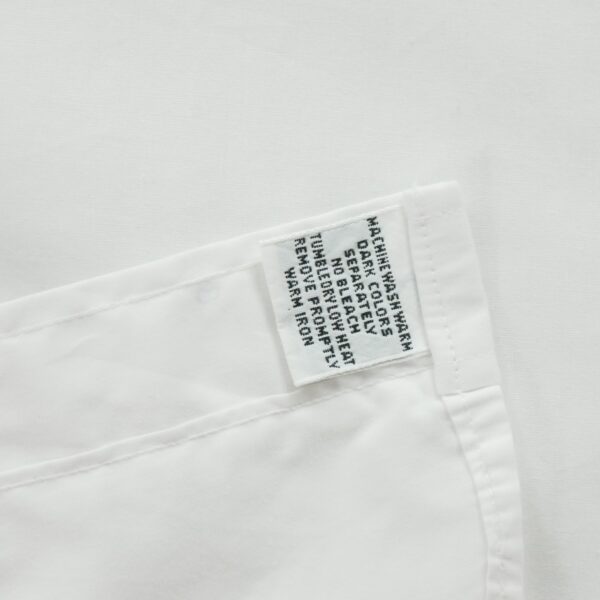 MACHINE WASH WARM
DARK COLORS
SEPARATELY
NO BLEACH
TUMBLE DRY LOW HEAT
REMOVE PROMPTLY
WARM IRON